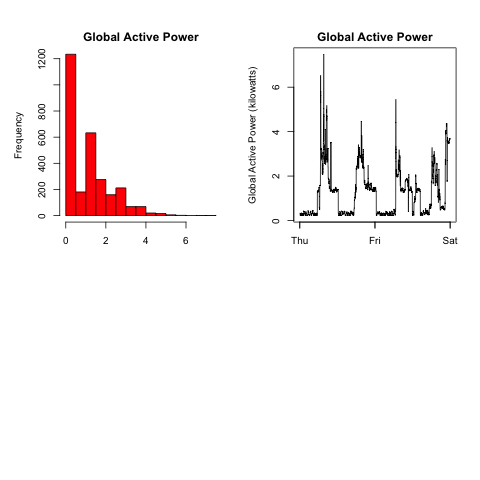 Global Active Power
Frequency
1200
800
600
400
200
0
0 2 4 6
Global Active Power
Global Active Power (kilowatts)
6
4
2
0
Thu Fri Sat